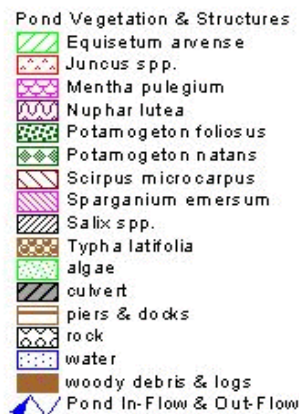 Pond Vegetation & Structures
Equisetum arvense
Juncus spp.
Mentha pulegium
Nuphar lutea
Potamogeton foliosus
Potamogeton natans
Scirpus microcarpus
Sparganium emersum
Salix spp.
Typha latifolia
algae
culvert
piers & docks
rock
water
woody debris & logs
Pond In-Flow & Out-Flow